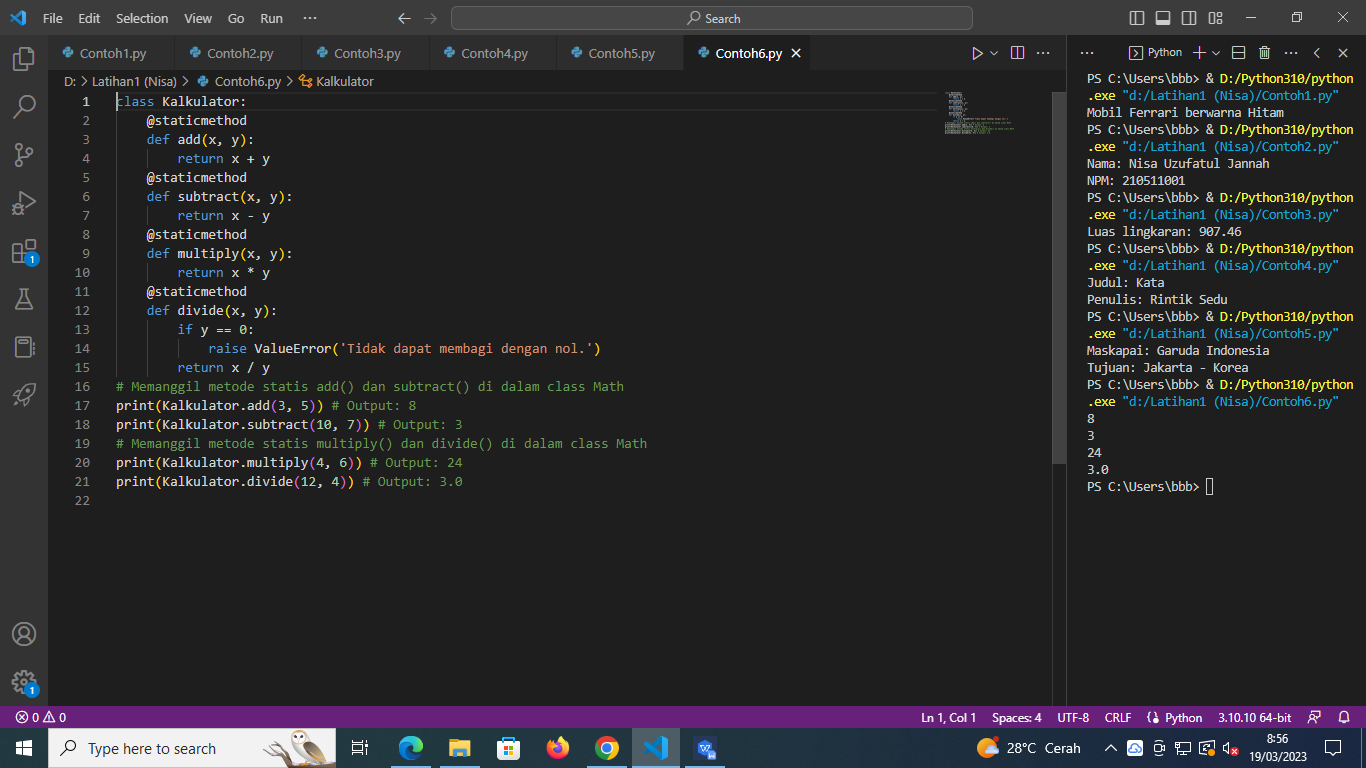 File Edit Selection View Go Run ··· Search
Contoh1.py Contoh2.py Contoh3.py Contoh4.py Contoh5.py Contoh6.py
D: > Latihan1 (Nisa) > Contoh6.py > Kalkulator
1 class Kalkulator:
2 @staticmethod
3 def add(x, y):
4 return x + y
5 @staticmethod
6 def subtract(x, y):
7 return x - y
8 @staticmethod
9 def multiply(x, y):
10 return x * y
11 @staticmethod
12 def divide(x, y):
13 if y == 0:
14 raise ValueError('Tidak dapat membagi dengan nol.')
15 return x / y
16 # Memanggil metode statis add() dan subtract() di dalam class Math
17 print(Kalkulator.add(3, 5)) # Output: 8
18 print(Kalkulator.subtract(10, 7)) # Output: 3
19 # Memanggil metode statis multiply() dan divide() di dalam class Math
20 print(Kalkulator.multiply(4, 6)) # Output: 24
21 print(Kalkulator.divide(12, 4)) # Output: 3.0
22
Python
PS C:\Users\bbb> & D:/Python310/python
.exe "d:/Latihan1 (Nisa)/Contoh1.py"
Mobil Ferrari berwarna Hitam
PS C:\Users\bbb> & D:/Python310/python
.exe "d:/Latihan1 (Nisa)/Contoh2.py"
Nama: Nisa Uzufatul Jannah
NPM: 210511001
PS C:\Users\bbb> & D:/Python310/python
.exe "d:/Latihan1 (Nisa)/Contoh3.py"
Luas lingkaran: 907.46
PS C:\Users\bbb> & D:/Python310/python
.exe "d:/Latihan1 (Nisa)/Contoh4.py"
Judul: Kata
Penulis: Rintik Sedu
PS C:\Users\bbb> & D:/Python310/python
.exe "d:/Latihan1 (Nisa)/Contoh5.py"
Maskapai: Garuda Indonesia
Tujuan: Jakarta - Korea
PS C:\Users\bbb> & D:/Python310/python
.exe "d:/Latihan1 (Nisa)/Contoh6.py"
8
3
24
3.0
PS C:\Users\bbb>
1
1
0 0 Ln 1, Col 1 Spaces: 4 UTF-8 CRLF Python 3.10.10 64-bit
Type here to search 28°C Cerah
8:56
19/03/2023